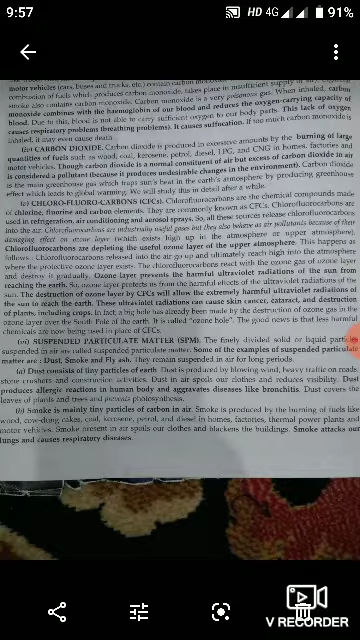 9:57
HD 4G 91%
motor vehicles (cars, buses and trucks, etc.) contain carbon monoxide
combustion of fuels which produces carbon monoxide, takes place in insufficient supply of
smoke also contains carbon monoxide. Carbon monoxide is a very poisonous gas. When inhaled, carbon
monoxide combines with the haemoglobin of our blood and reduces the oxygen-carrying capacity of
blood. Due to this, blood is not able to carry sufficient oxygen to our body parts. This lack of oxygen
causes respiratory problems (breathing problems). It causes suffocation. If too much carbon monoxide is
inhaled, it may even cause death.
(iv) CARBON DIOXIDE. Carbon dioxide is produced in excessive amounts by the burning of large
quantities of fuels such as wood, coal, kerosene, petrol, diesel, LPG, and CNG in homes, factories and
motor vehicles. Though carbon dioxide is a normal constituent of air but excess of carbon dioxide in air
is considered a pollutant (because it produces undesirable changes in the environment). Carbon dioxide
is the main greenhouse gas which traps sun's heat in the earth's atmosphere by producing greenhouse
effect which leads to global warming. We will study this in detail after a while.
(v) CHLORO-FLUORO-CARBONS (CFCs). Chlorofluorocarbons are the chemical compounds made
of chlorine, fluorine and carbon elements. They are commonly known as CFCs. Chlorofluorocarbons are
used in refrigeration, air conditioning and aerosol sprays. So, all these sources release chlorofluorocarbons
into the air. Chlorofluorocarbons are industrially useful gases but they also behave as air pollutants because of their
damaging effect on ozone layer (which exists high up in the atmosphere or upper atmosphere).
Chlorofluorocarbons are depleting the useful ozone layer of the upper atmosphere. This happens as
follows : Chlorofluorocarbons released into the air go up and ultimately reach high into the atmosphere
where the protective ozone layer exists. The chlorofluorocarbons react with the ozone gas of ozone layer
and destroy it gradually. Ozone layer prevents the harmful ultraviolet radiations of the sun from
reaching the earth. So, ozone layer protects us from the harmful effects of the ultraviolet radiations of the
sun. The destruction of ozone layer by CFCs will allow the extremely harmful ultraviolet radiations of
the sun to reach the earth. These ultraviolet radiations can cause skin cancer, cataract, and destruction
of plants, including crops. In fact, a big hole has already been made by the destruction of ozone gas in the
ozone layer over the South Pole of the earth. It is called "ozone hole". The good news is that less harmful
chemicals are now being used in place of CFCs.
(vi) SUSPENDED PARTICULATE MATTER (SPM). The finely divided solid or liquid particles
suspended in air are called suspended particulate matter. Some of the examples of suspended particulate
matter are : Dust, Smoke and Fly ash. They remain suspended in air for long periods.
(a) Dust consists of tiny particles of earth. Dust is produced by blowing wind, heavy traffic on roads,
stone crushers and construction activities. Dust in air spoils our clothes and reduces visibility. Dust
produces allergic reactions in human body and aggravates diseases like bronchitis. Dust covers the
leaves of plants and trees and prevents photosynthesis.
(b) Smoke is mainly tiny particles of carbon in air. Smoke is produced by the burning of fuels like
wood, cow-dung cakes, coal, kerosene, petrol, and diesel in homes, factories, thermal power plants and
motor vehicles. Smoke present in air spoils our clothes and blackens the buildings. Smoke attacks our
lungs and causes respiratory diseases.
V RECORDER